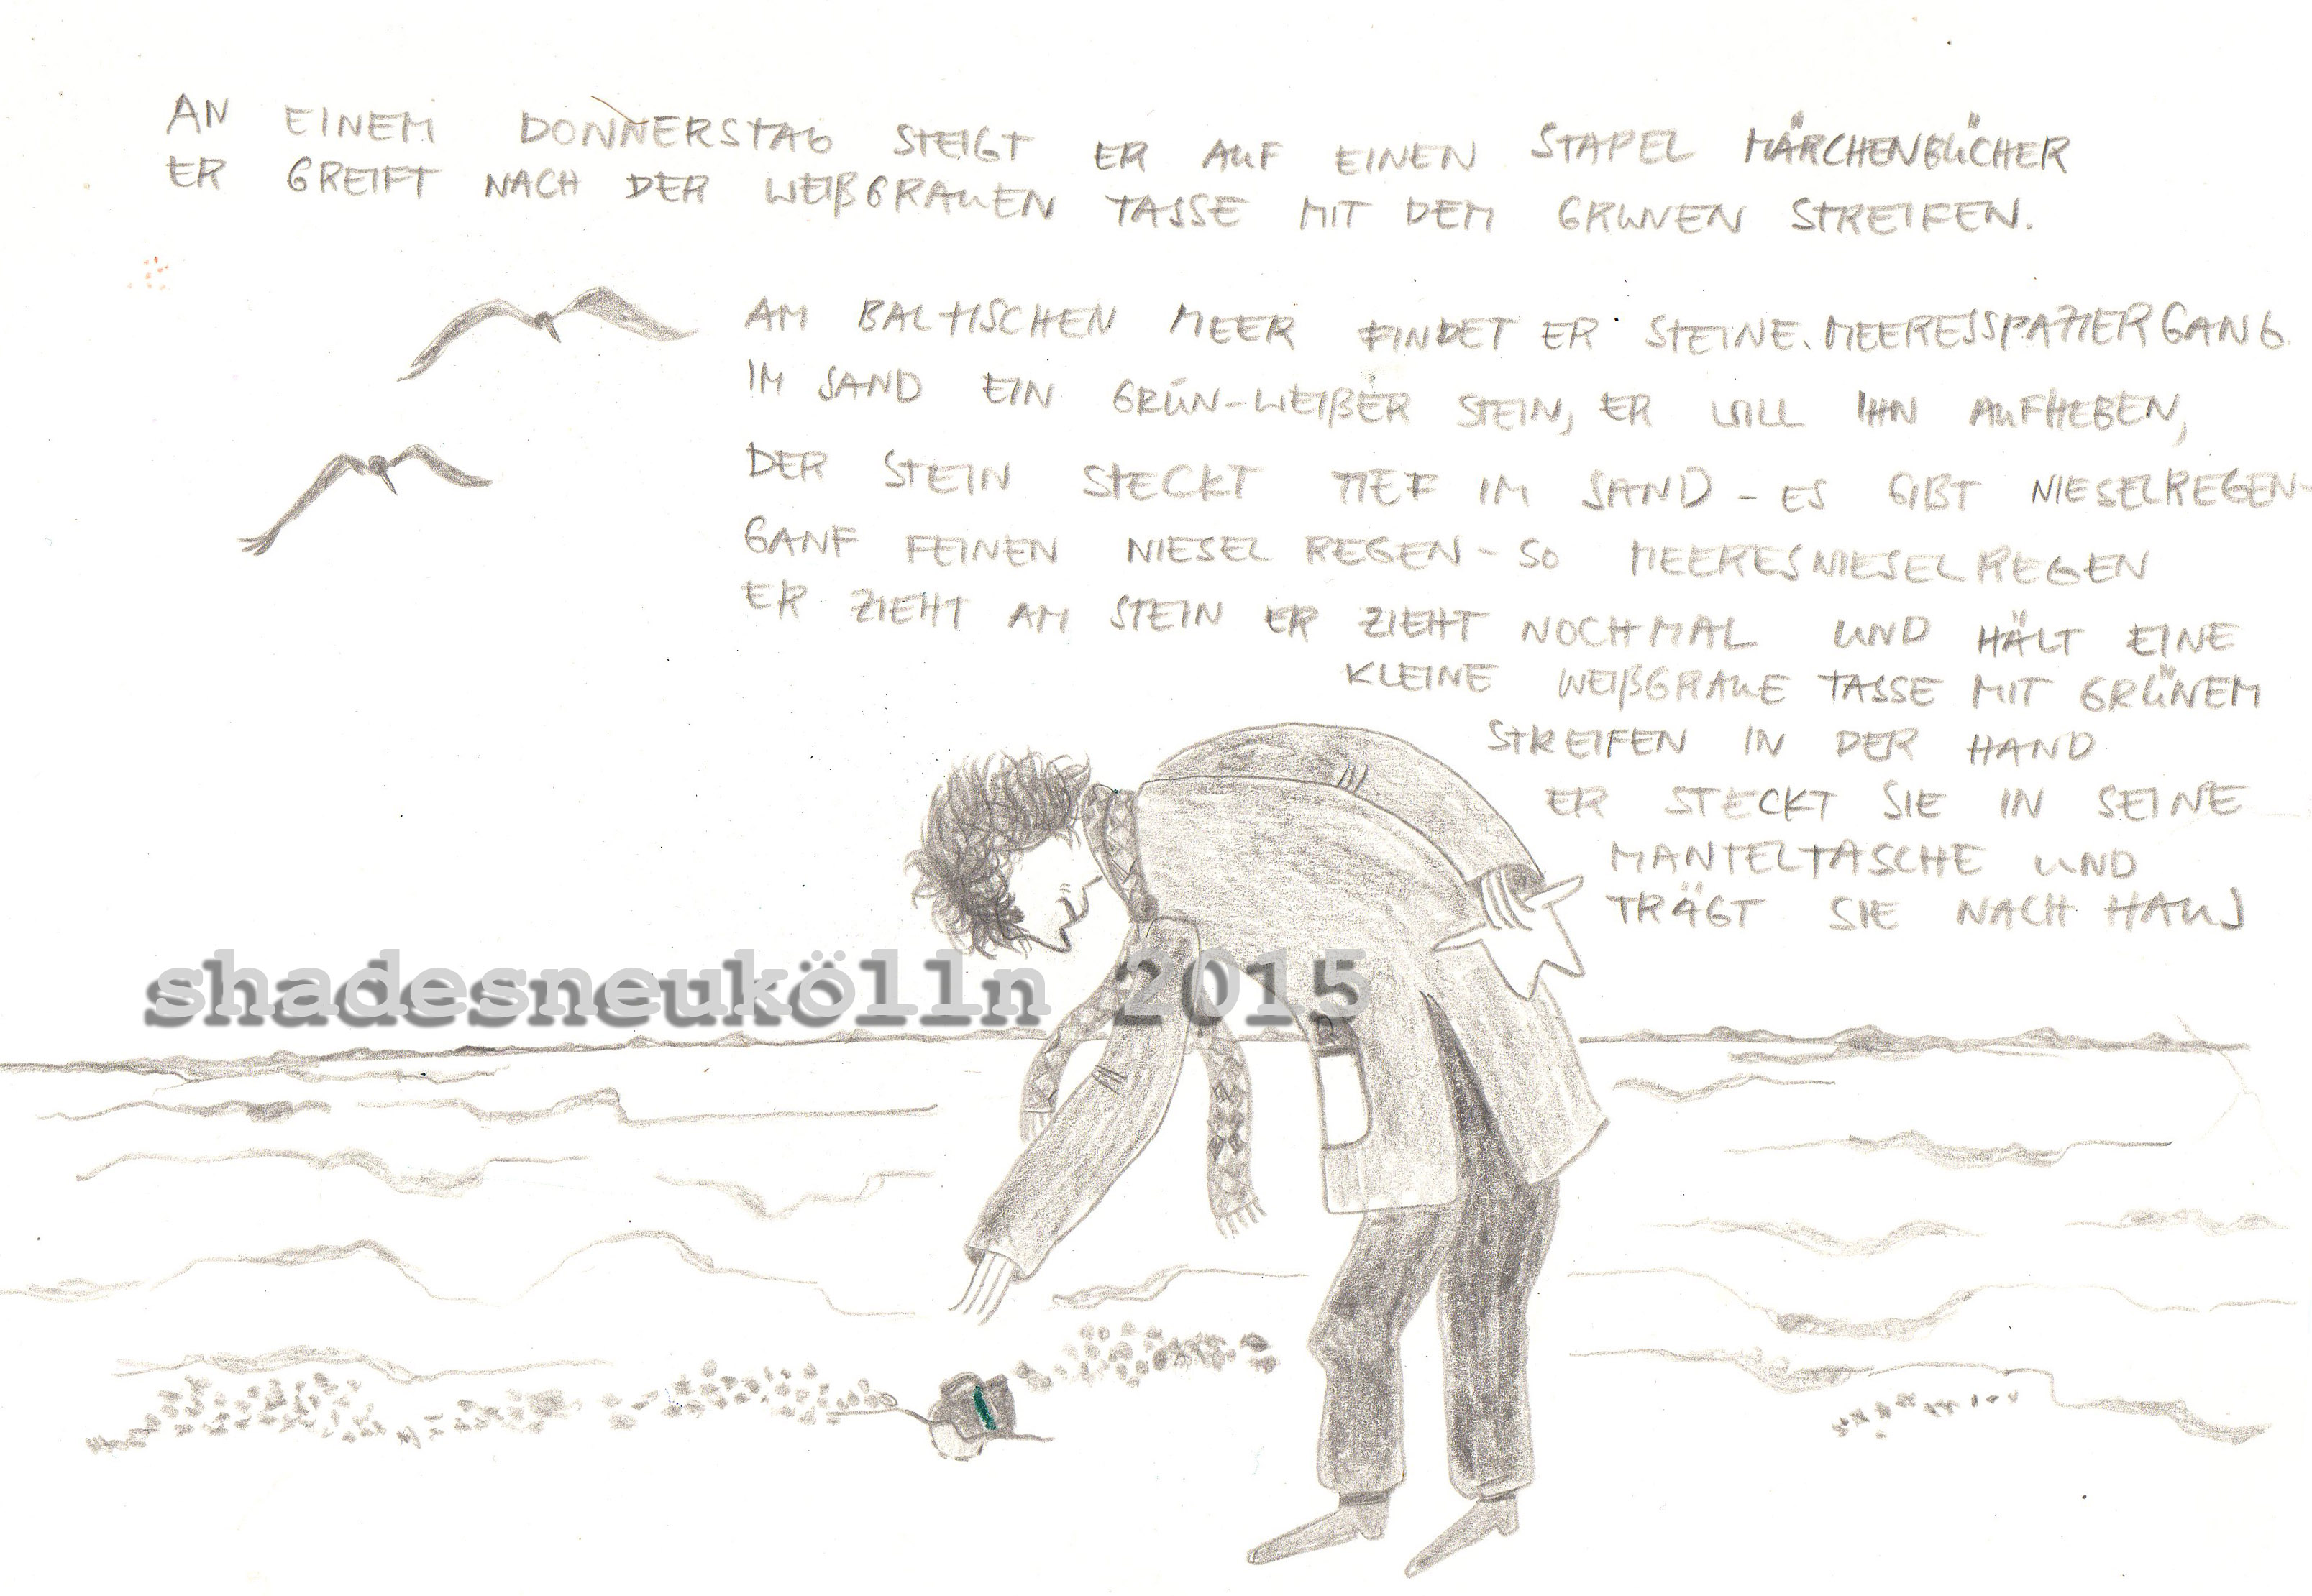 AN EINEM DONNERSTAG STEIGT ER AUF EINEN STAPEL MÄRCHENBÜCHER
ER GREIFT NACH DER WEIßGRAUEN TASSE MIT DEM GRUNEN STREIFEN.
AM BALTISCHEN MEER FINDET ER STEINE. MEERESSPAZIERGANG
IM SAND EIN GRÜN-WEIßER STEIN, ER WILL IHN AUFHEBEN,
DER STEIN STECKT TIEF IM SAND - ES GIBT NIESELREGEN-
GANZ FEINEN NIESEL REGEN - SO MEERESNIESELREGEN
ER ZIEHT AM STEIN ER ZIEHT NOCHMAL UND HÄLT EINE
KLEINE WEIßGRAUE TASSE MIT GRÜNEM
STREIFEN IN DER HAND
ER STECKT SIE IN SEINE
MANTELTASCHE UND
TRÄGT SIE NACH HAUS
shadesneukölln 2015